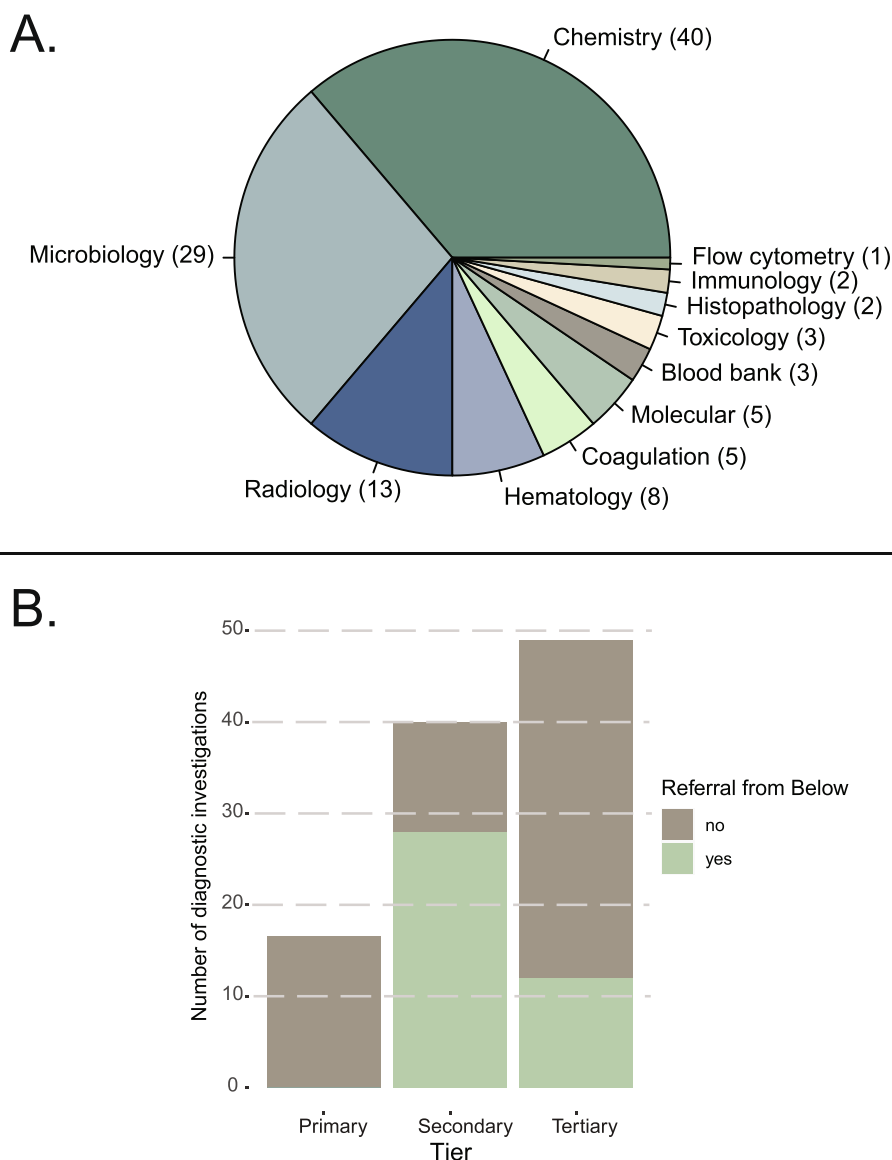 A.
Chemistry (40)
Microbiology (29)
Flow cytometry (1)
Immunology (2)
Histopathology (2)
Toxicology (3)
Blood bank (3)
Molecular (5)
Coagulation (5)
Radiology (13)
Hematology (8)
B.
50
40
30
20
10
0
Number of diagnostic investigations
Referral from Below
no
yes
Primary
Secondary
Tertiary
Tier